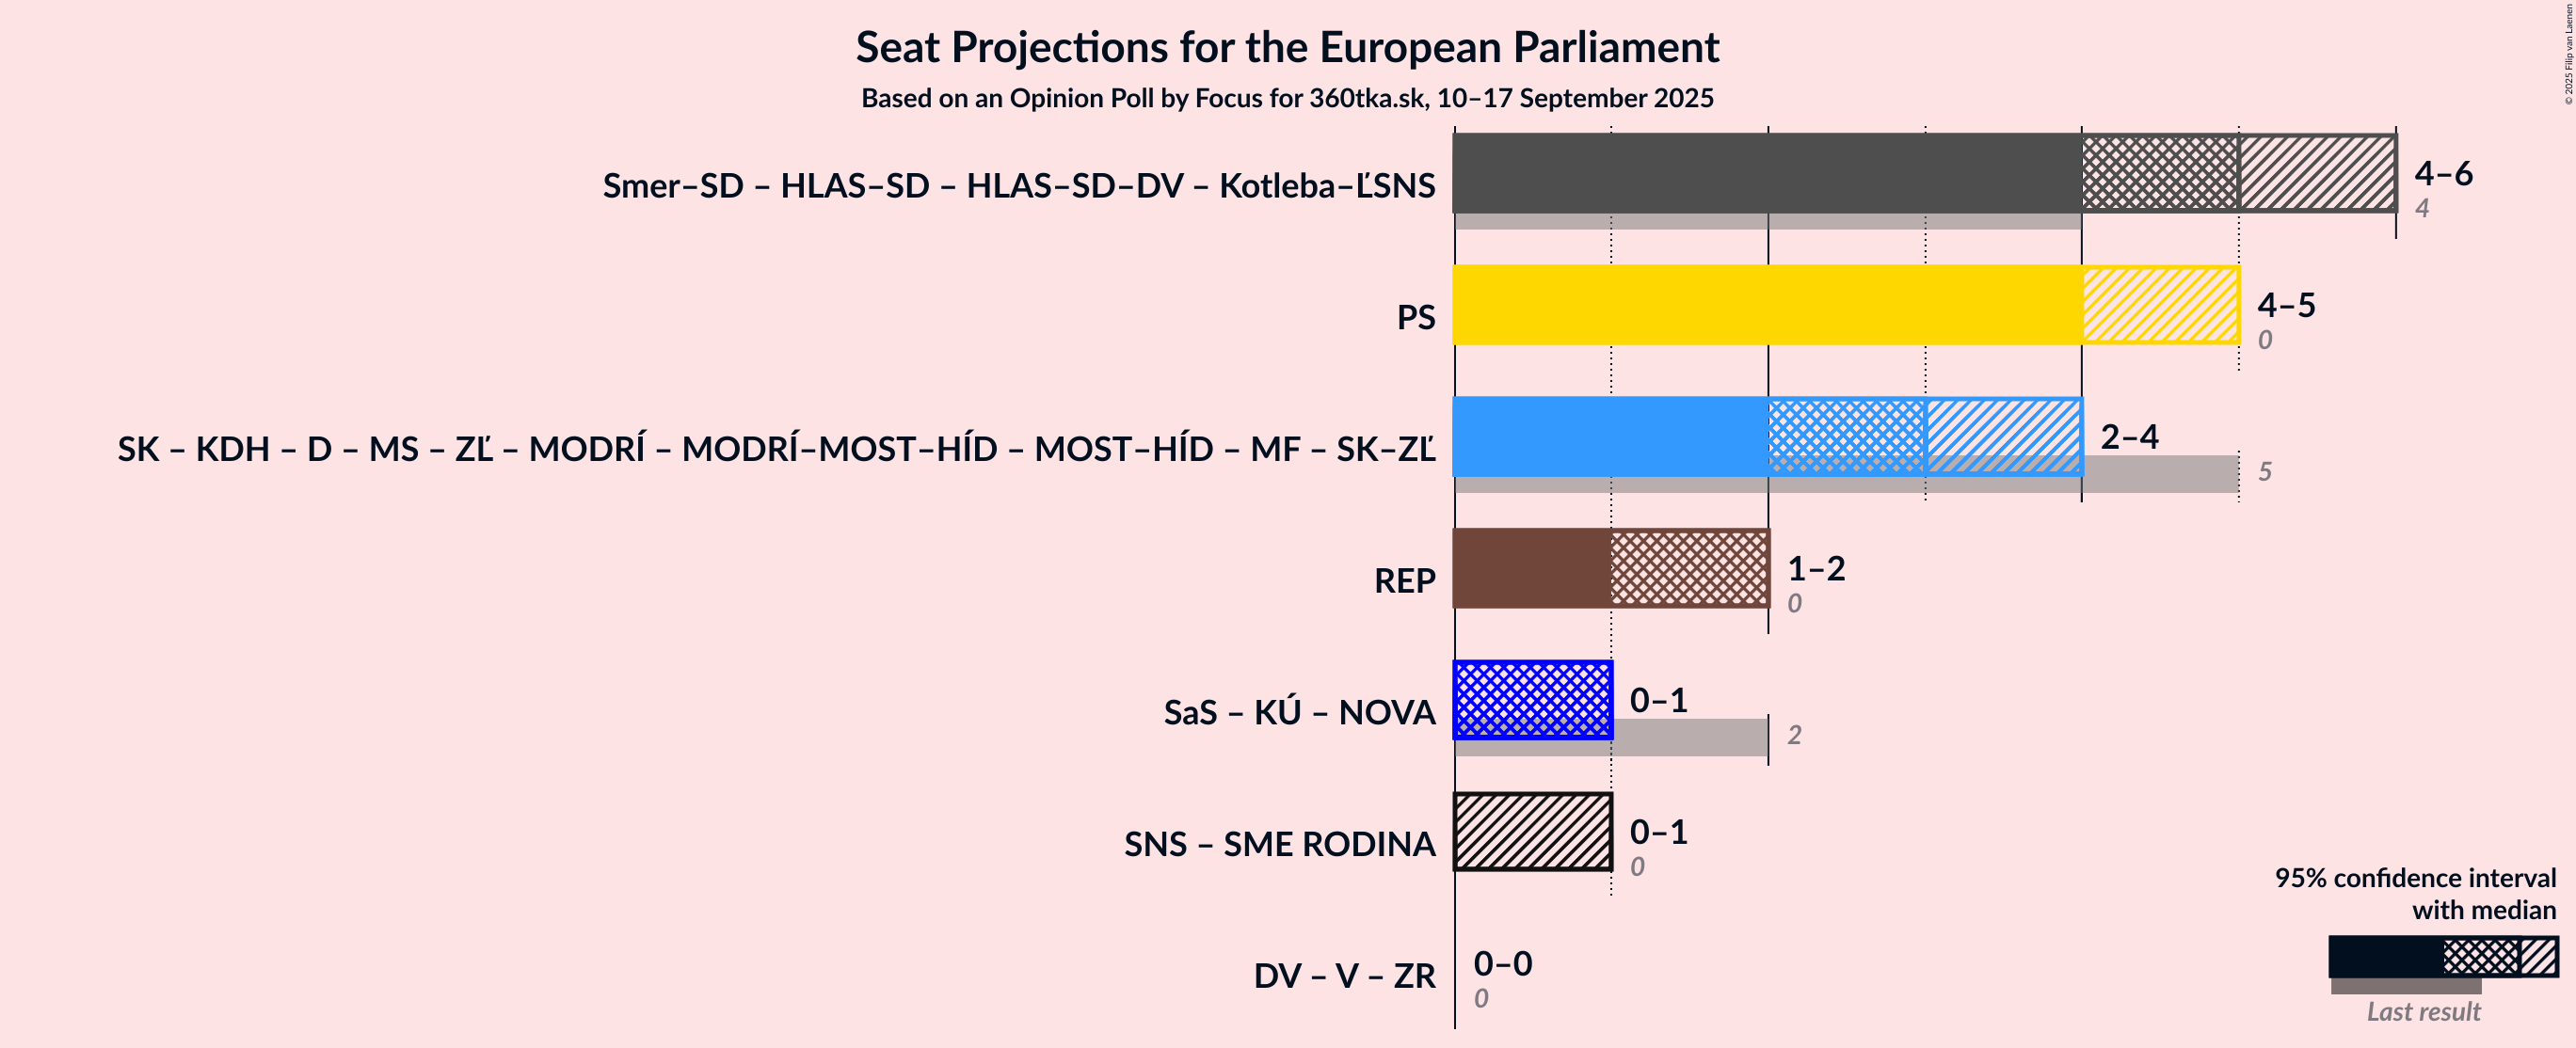 Seat Projections for the European Parliament
Based on an Opinion Poll by Focus for 360tka.sk, 10–17 September 2025
© 2025 Filip van Laenen
Smer–SD – HLAS–SD – HLAS–SD–DV – Kotleba–ĽSNS
4–6
4
PS
4–5
0
SK – KDH – D – MS – ZĽ – MODRÍ – MODRÍ–MOST–HÍD – MOST–HÍD – MF – SK–ZĽ
2–4
5
REP
1–2
0
SaS – KÚ – NOVA
0–1
2
SNS – SME RODINA
0–1
0
DV – V – ZR
0–0
0
95% confidence interval
with median
Last result